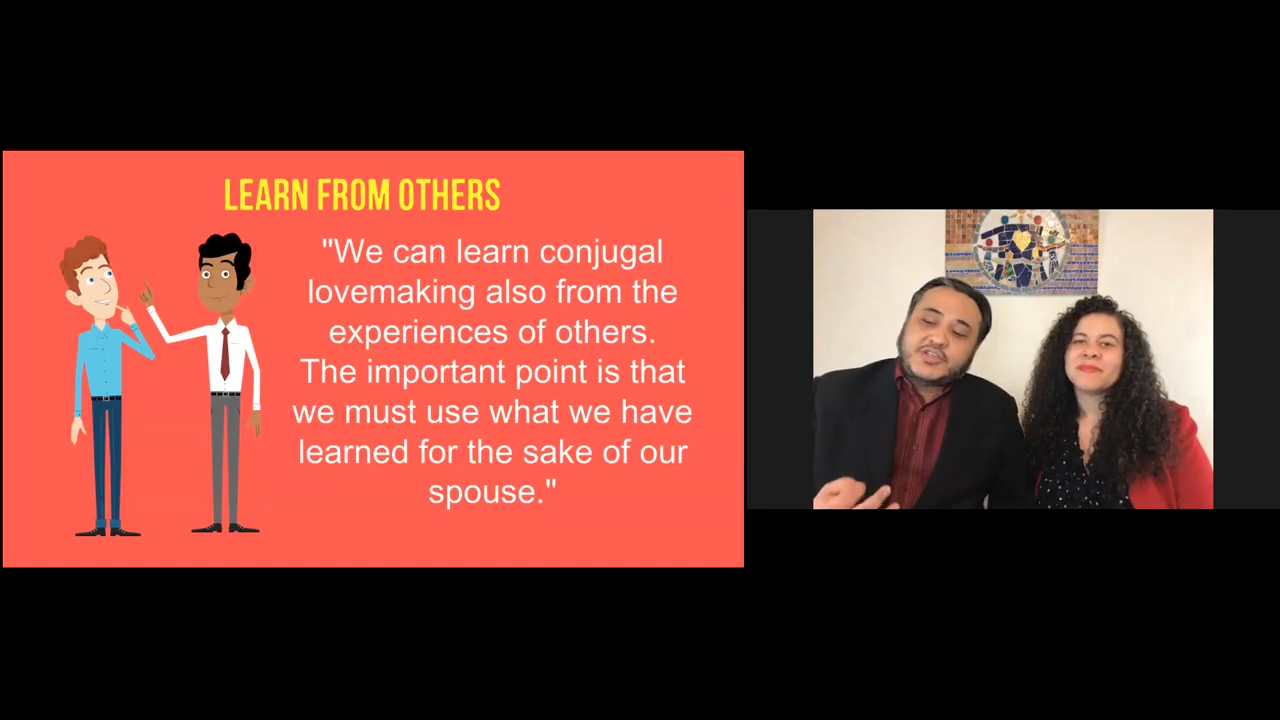 LEARN FROM OTHERS
"We can learn conjugal
lovemaking also from the
experiences of others.
The important point is that
we must use what we have
learned for the sake of our
spouse."